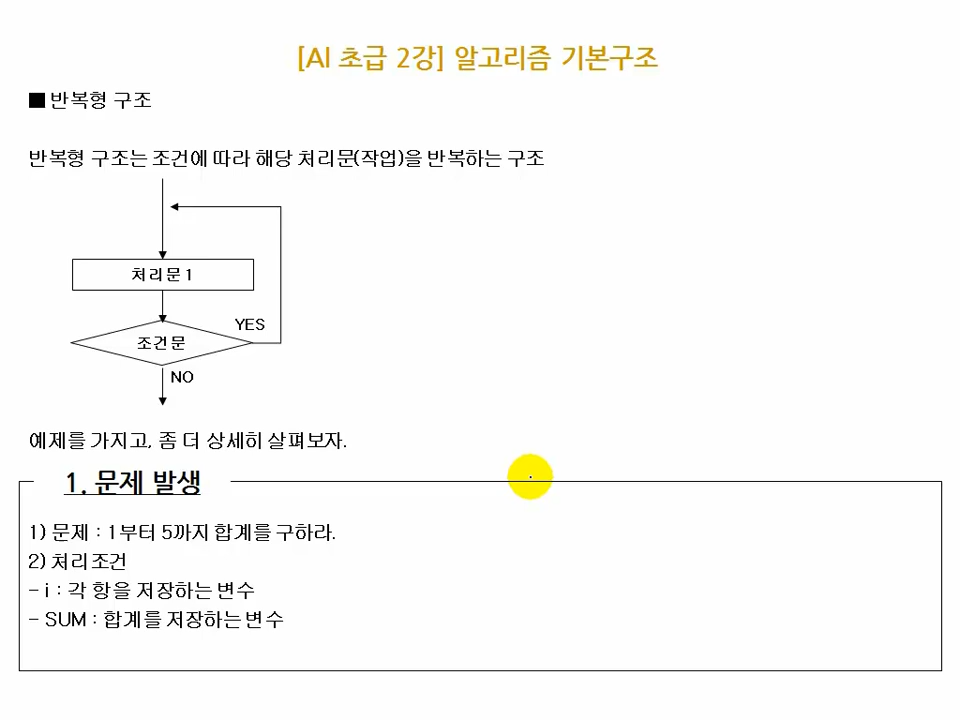 [AI 초급 2강] 알고리즘 기본구조
■ 반복형 구조
반복형 구조는 조건에 따라 해당 처리문(작업)을 반복하는 구조
처리문1
YES
조건문
NO
예제를 가지고, 좀 더 상세히 살펴보자.
1. 문제 발생
1) 문제 : 1부터 5까지 합계를 구하라.
2) 처리조건
- i : 각 항을 저장하는 변수
- SUM : 합계를 저장하는 변수